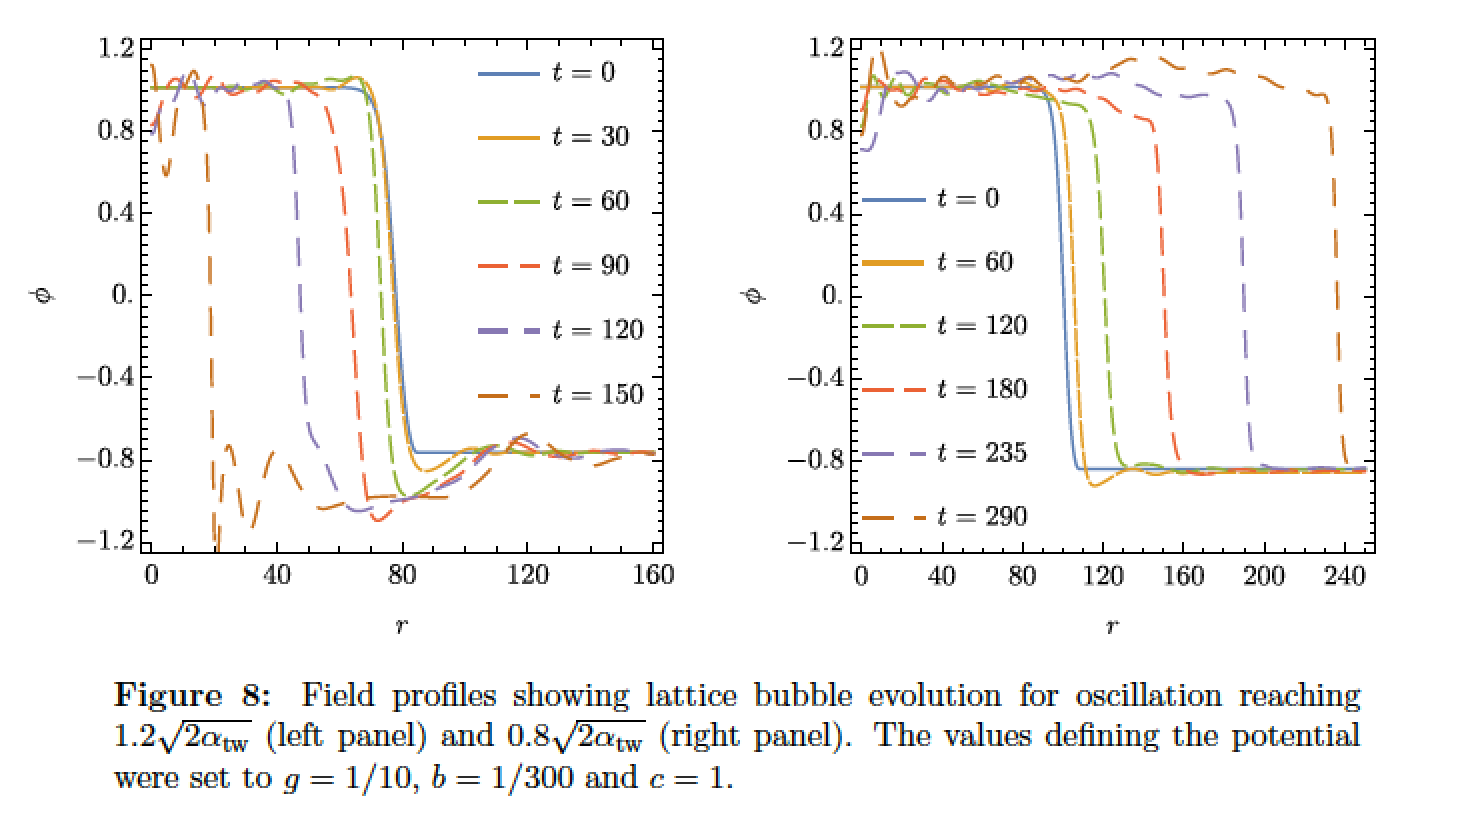 1.2
0.8
0.4
0.
−0.4
−0.8
−1.2
ϕ
0 40 80 120 160
r
t = 0
t = 30
t = 60
t = 90
t = 120
t = 150
1.2
0.8
0.4
0.
−0.4
−0.8
−1.2
ϕ
0 40 80 120 160 200 240
r
t = 0
t = 60
t = 120
t = 180
t = 235
t = 290
Figure 8: Field profiles showing lattice bubble evolution for oscillation reaching
1.2√2α_tw (left panel) and 0.8√2α_tw (right panel). The values defining the potential
were set to g = 1/10, b = 1/300 and c = 1.